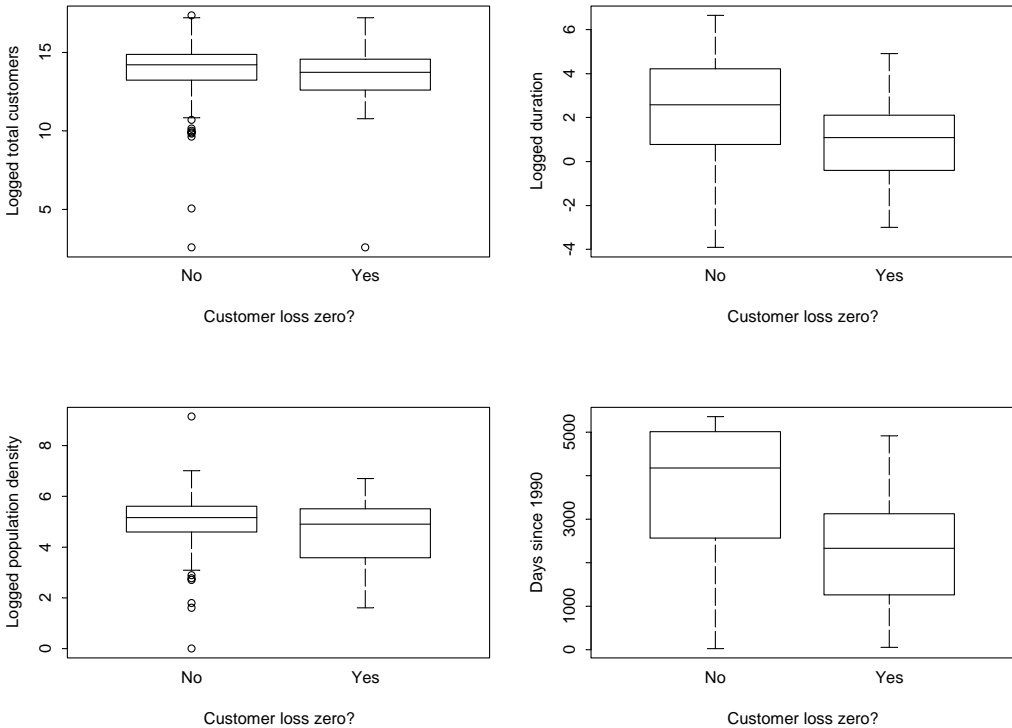 Logged total customers
15
10
5
No Yes
Customer loss zero?
Logged duration
6
4
2
0
-2
-4
No Yes
Customer loss zero?
Logged population density
8
6
4
2
0
No Yes
Customer loss zero?
Days since 1990
5000
3000
1000
0
No Yes
Customer loss zero?